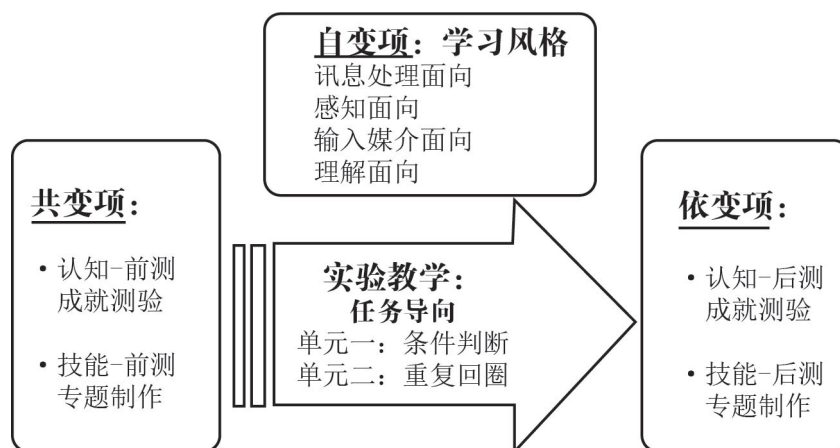 自变项：学习风格
讯息处理面向
感知面向
输入媒介面向
理解面向
共变项：
• 认知-前测
成就测验
• 技能-前测
专题制作
实验教学：
任务导向
单元一：条件判断
单元二：重复回圈
依变项：
• 认知-后测
成就测验
• 技能-后测
专题制作